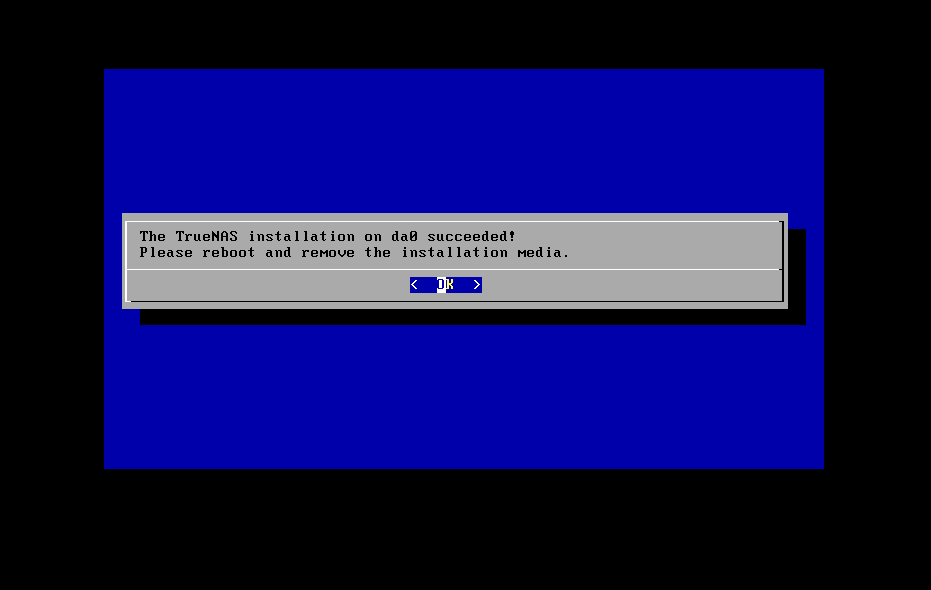 The TrueNAS installation on da0 succeeded!
Please reboot and remove the installation media.
<  OK  >